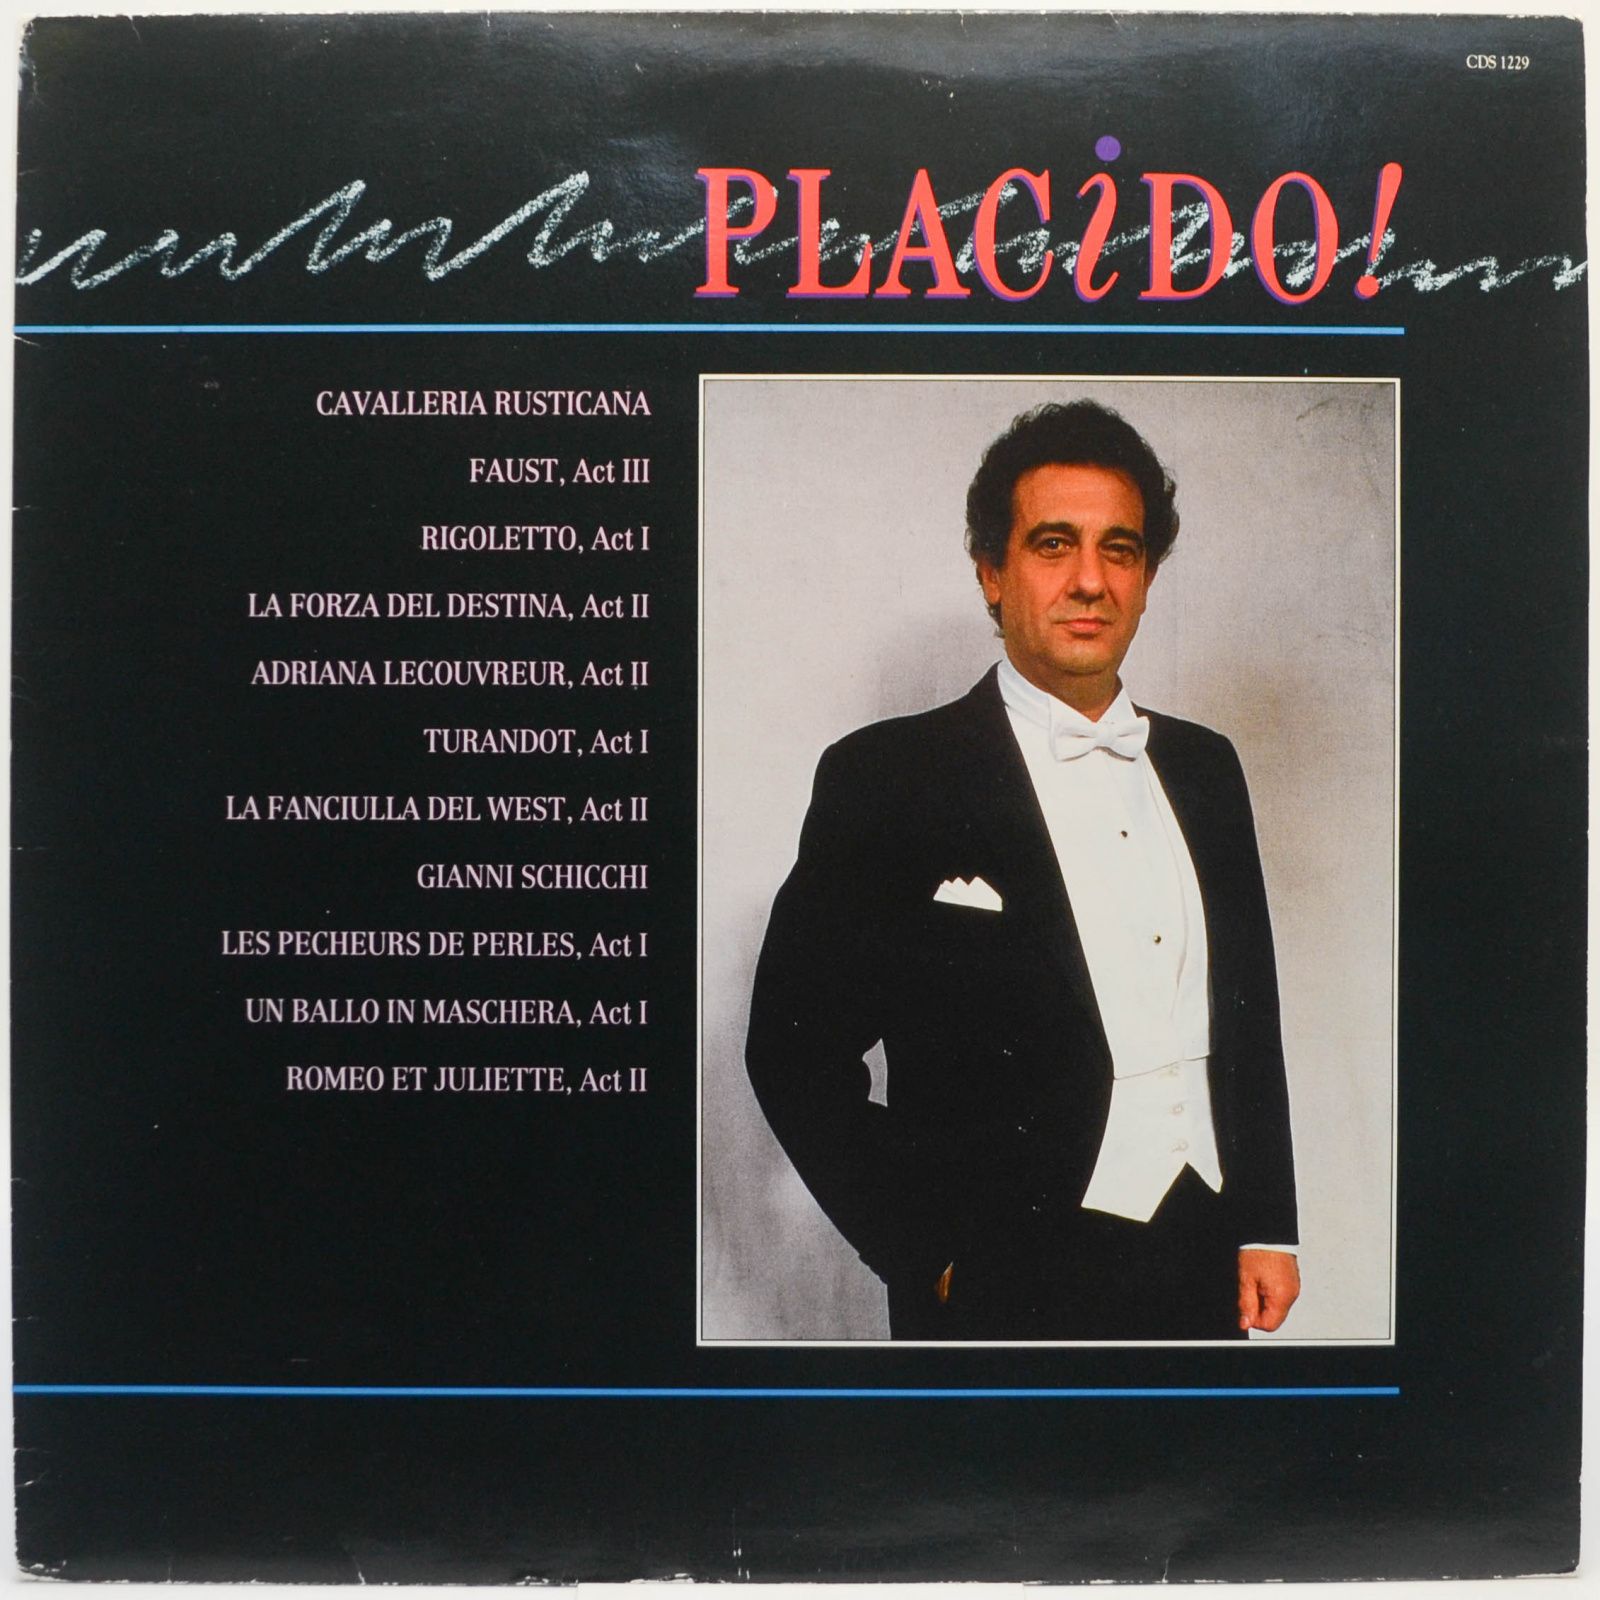 CDS 1229
PLACiDO!
CAVALLERIA RUSTICANA
FAUST, Act III
RIGOLETTO, Act I
LA FORZA DEL DESTINA, Act II
ADRIANA LECOUVREUR, Act II
TURANDOT, Act I
LA FANCIULLA DEL WEST, Act II
GIANNI SCHICCHI
LES PECHEURS DE PERLES, Act I
UN BALLO IN MASCHERA, Act I
ROMEO ET JULIETTE, Act II